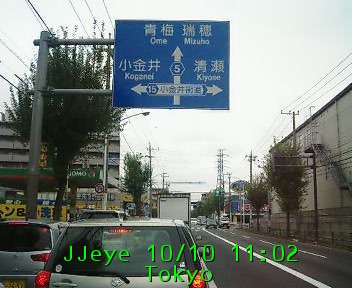 青梅 瑞穂
Ome Mizuho
小金井 清瀬
Koganei Kiyose
5
15 小金井街道
JJeye 10/10 11:02
Tokyo